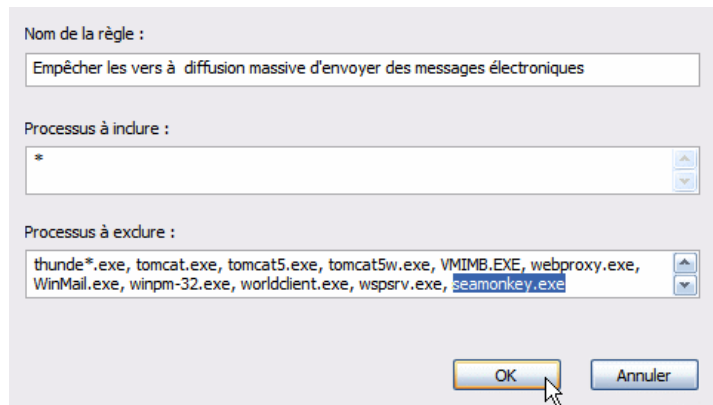 Nom de la règle :
Empêcher les vers à  diffusion massive d'envoyer des messages électroniques
Processus à inclure :
*
Processus à exclure :
thunde*.exe, tomcat.exe, tomcat5.exe, tomcat5w.exe, VMIMB.EXE, webproxy.exe,
WinMail.exe, winpm-32.exe, worldclient.exe, wspsrv.exe, seamonkey.exe
OK Annuler